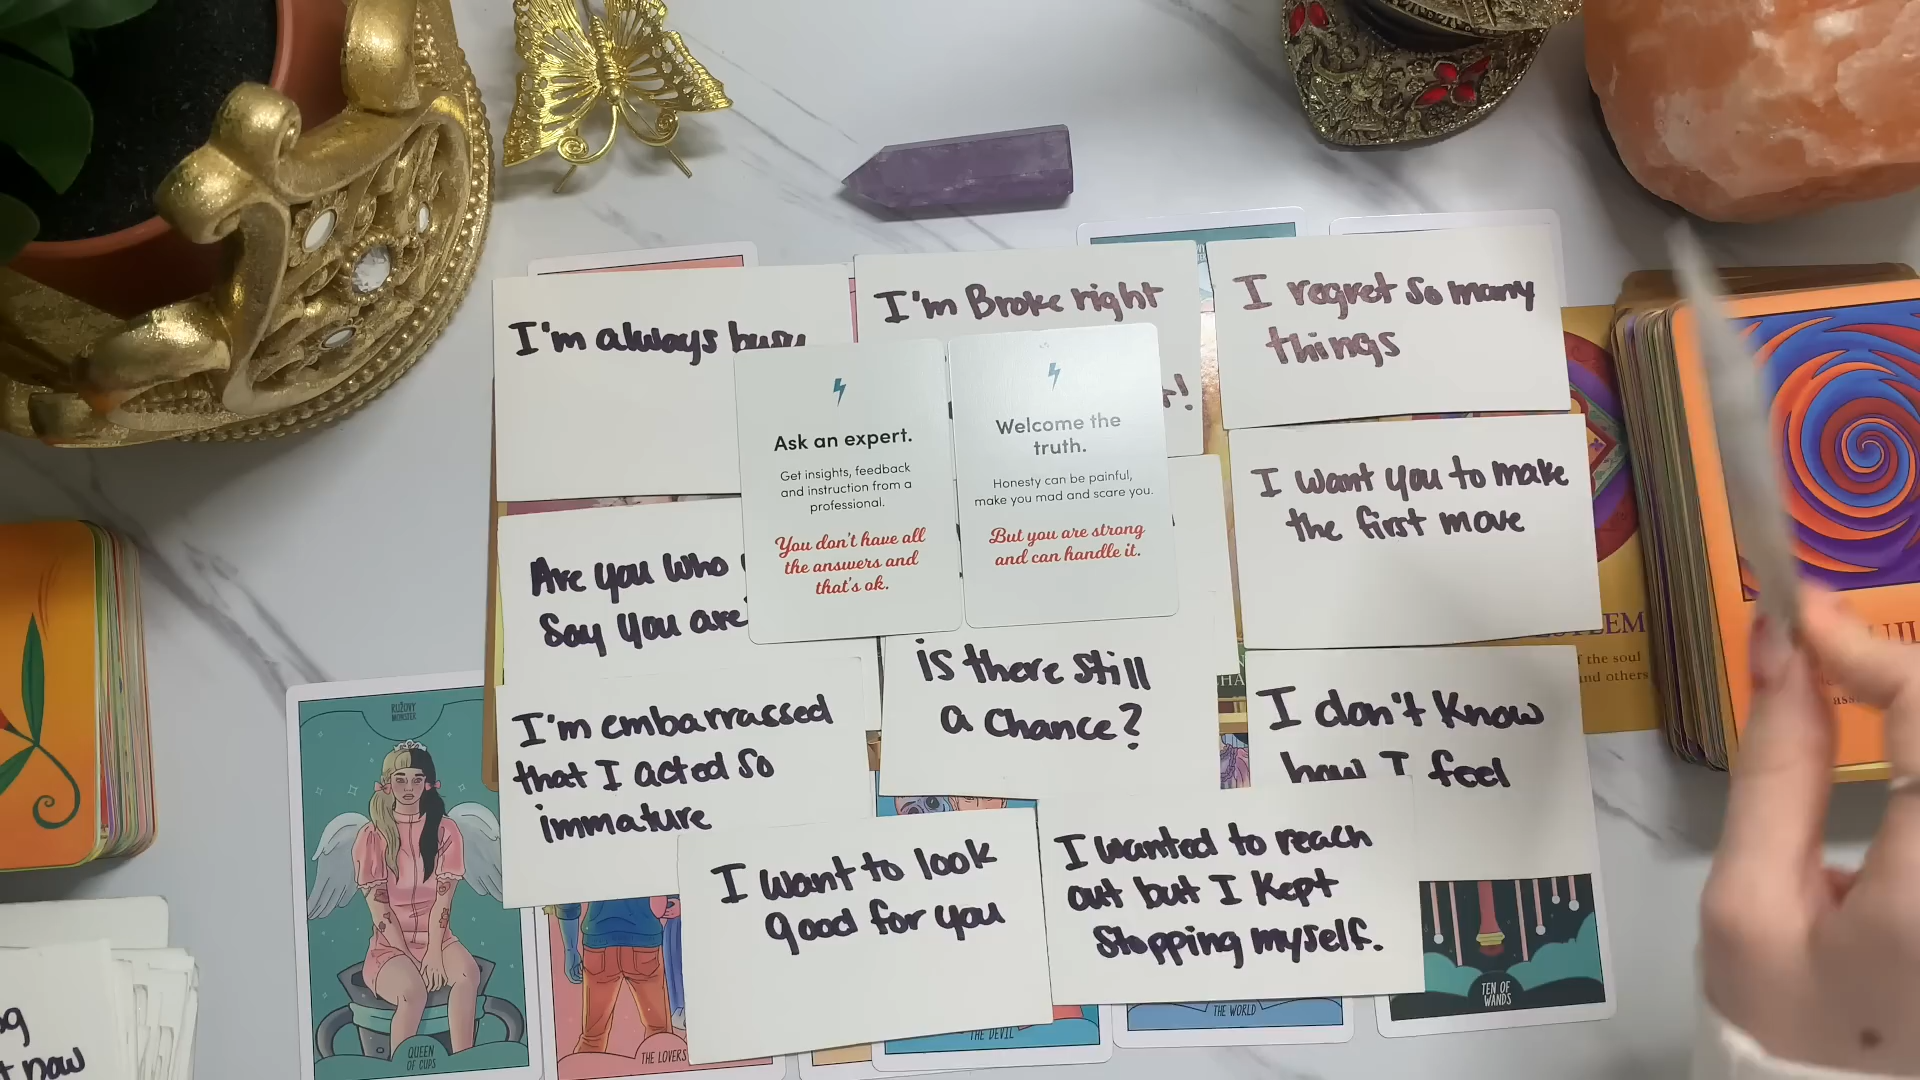 I'm always busy
I'm Broke right
I regret so many
things
Ask an expert.
Get insights, feedback
and instruction from a
professional.
You don't have all
the answers and
that's ok.
Welcome the
truth.
Honesty can be painful,
make you mad and scare you.
But you are strong
and can handle it.
I want you to make
the first move
Are you who
Say you are
is there still
a chance?
I'm embarrassed
that I acted so
immature
I don't know
how I feel
I want to look
good for you
I wanted to reach
out but I kept
stopping myself.
of the soul
and others
KUŽOVY
MONSTER
QUEEN
OF CUPS
THE LOVERS
THE DEVIL
THE WORLD
TEN OF
WANDS
now